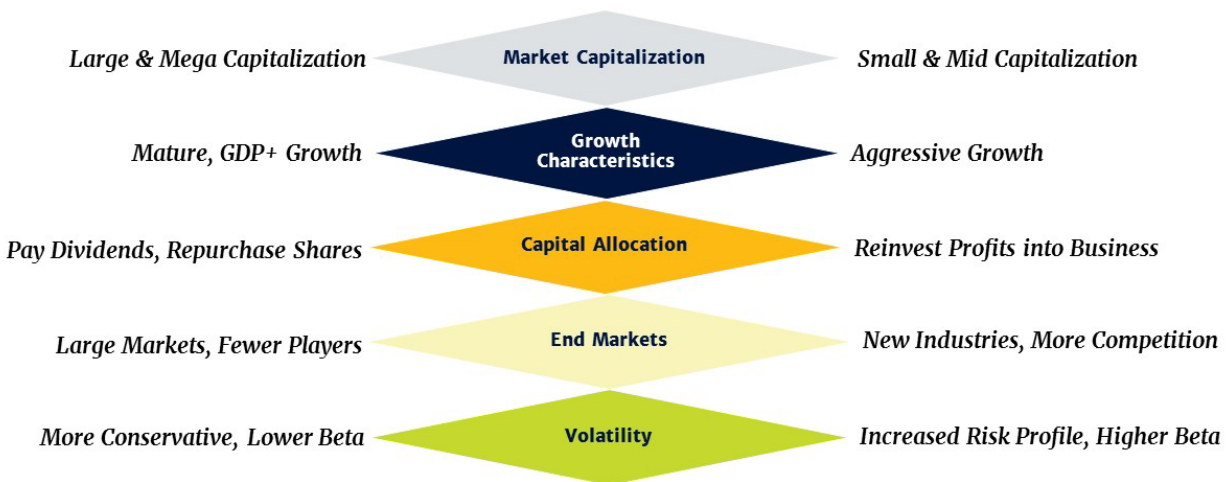 Large & Mega Capitalization
Market Capitalization
Small & Mid Capitalization
Mature, GDP+ Growth
Growth
Characteristics
Aggressive Growth
Pay Dividends, Repurchase Shares
Capital Allocation
Reinvest Profits into Business
Large Markets, Fewer Players
End Markets
New Industries, More Competition
More Conservative, Lower Beta
Volatility
Increased Risk Profile, Higher Beta